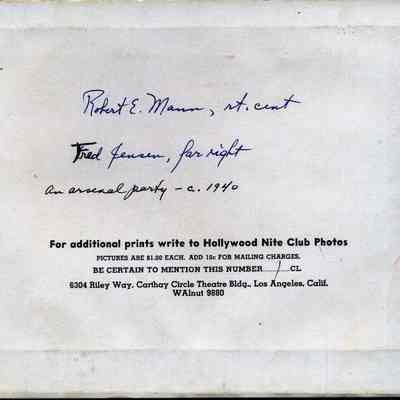 Robert E. Mann, rt. cent
Fred Jensen, far right
an arsenal party - c. 1940
For additional prints write to Hollywood Nite Club Photos
PICTURES ARE $1.00 EACH. ADD 10c FOR MAILING CHARGES.
BE CERTAIN TO MENTION THIS NUMBER / CL
6304 Riley Way, Carthay Circle Theatre Bldg., Los Angeles, Calif.
WAlnut 9880